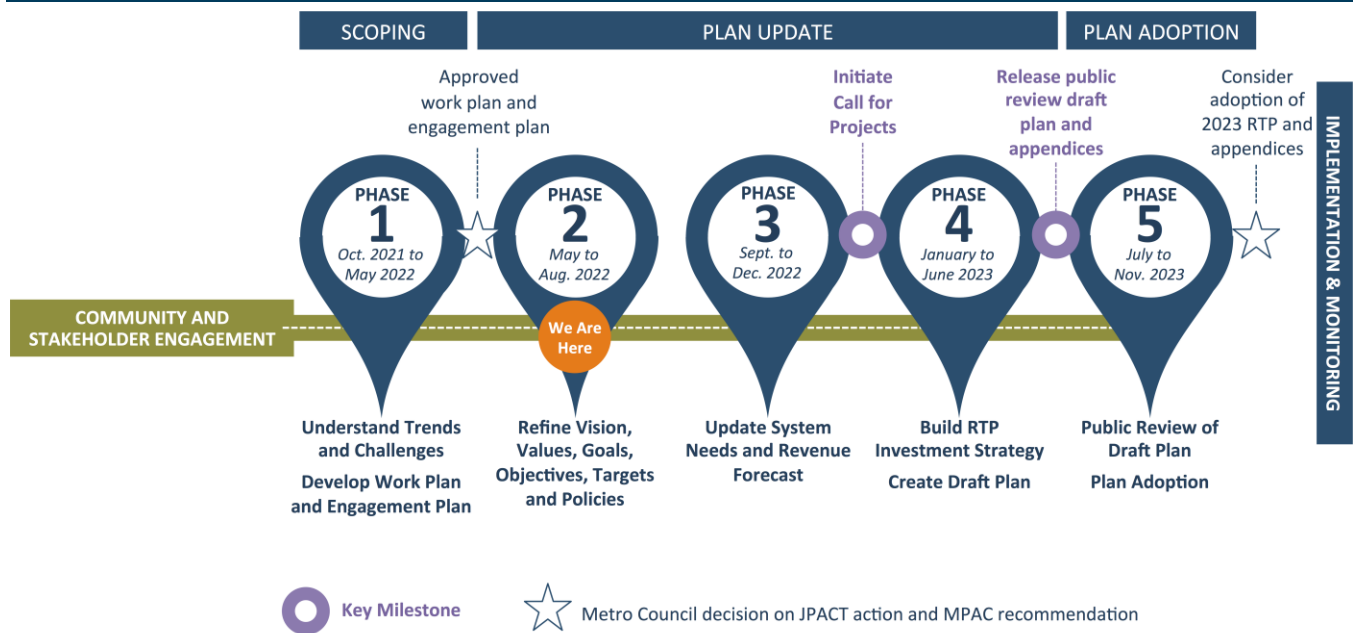 SCOPING
PLAN UPDATE
PLAN ADOPTION
Approved
work plan and
engagement plan
Initiate
Call for
Projects
Release public
review draft
plan and
appendices
Consider
adoption of
2023 RTP and
appendices
IMPLEMENTATION & MONITORING
PHASE
1
Oct. 2021 to
May 2022
PHASE
2
May to
Aug. 2022
PHASE
3
Sept. to
Dec. 2022
PHASE
4
January to
June 2023
PHASE
5
July to
Nov. 2023
COMMUNITY AND
STAKEHOLDER ENGAGEMENT
We Are
Here
Understand Trends
and Challenges
Develop Work Plan
and Engagement Plan
Refine Vision,
Values, Goals,
Objectives, Targets
and Policies
Update System
Needs and Revenue
Forecast
Build RTP
Investment Strategy
Create Draft Plan
Public Review of
Draft Plan
Plan Adoption
Key Milestone
Metro Council decision on JPACT action and MPAC recommendation